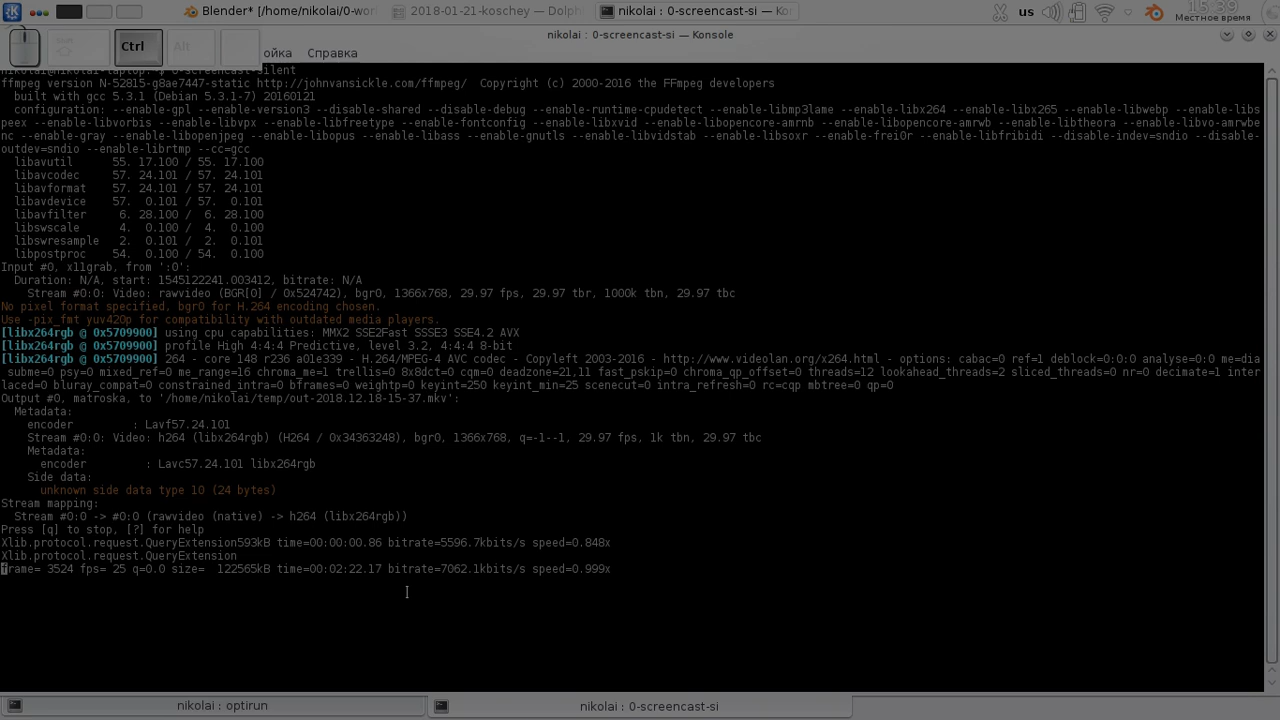 Blender* [/home/nikolai/0-wor
2018-01-21-koschey — Dolph
nikolai : 0-screencast-si — Kon
us
15:39
Местное время
nikolai : 0-screencast-si — Konsole
Ctrl
Alt
ойка Справка
nikolai@nikolai-laptop:~$ 0-screencast-silent
ffmpeg version N-52815-g8ae7447-static http://johnvansickle.com/ffmpeg/  Copyright (c) 2000-2016 the FFmpeg developers
built with gcc 5.3.1 (Debian 5.3.1-7) 20160121
configuration: --enable-gpl --enable-version3 --disable-shared --disable-debug --enable-runtime-cpudetect --enable-libmp3lame --enable-libx264 --enable-libx265 --enable-libwebp --enable-libs
peex --enable-libvorbis --enable-libvpx --enable-libfreetype --enable-fontconfig --enable-libxvid --enable-libopencore-amrnb --enable-libopencore-amrwb --enable-libtheora --enable-libvo-amrwbe
nc --enable-gray --enable-libopenjpeg --enable-libopus --enable-libass --enable-gnutls --enable-libvidstab --enable-libsoxr --enable-frei0r --enable-libfribidi --disable-indev=sndio --disable-
outdev=sndio --enable-librtmp --cc=gcc
libavutil 55. 17.100 / 55. 17.100
libavcodec 57. 24.101 / 57. 24.101
libavformat 57. 24.101 / 57. 24.101
libavdevice 57. 0.101 / 57. 0.101
libavfilter 6. 28.100 / 6. 28.100
libswscale 4. 0.100 / 4. 0.100
libswresample 2. 0.101 / 2. 0.101
libpostproc 54. 0.100 / 54. 0.100
Input #0, x11grab, from ':0':
Duration: N/A, start: 1545122241.003412, bitrate: N/A
Stream #0:0: Video: rawvideo (BGR[0] / 0x524742), bgr0, 1366x768, 29.97 fps, 29.97 tbr, 1000k tbn, 29.97 tbc
No pixel format specified, bgr0 for H.264 encoding chosen.
Use -pix_fmt yuv420p for compatibility with outdated media players.
[libx264rgb @ 0x5709900] using cpu capabilities: MMX2 SSE2Fast SSSE3 SSE4.2 AVX
[libx264rgb @ 0x5709900] profile High 4:4:4 Predictive, level 3.2, 4:4:4 8-bit
[libx264rgb @ 0x5709900] 264 - core 148 r236 a01e339 - H.264/MPEG-4 AVC codec - Copyleft 2003-2016 - http://www.videolan.org/x264.html - options: cabac=0 ref=1 deblock=0:0:0 analyse=0:0 me=dia
subme=0 psy=0 mixed_ref=0 me_range=16 chroma_me=1 trellis=0 8x8dct=0 cqm=0 deadzone=21,11 fast_pskip=0 chroma_qp_offset=0 threads=12 lookahead_threads=2 sliced_threads=0 nr=0 decimate=1 inter
laced=0 bluray_compat=0 constrained_intra=0 bframes=0 weightp=0 keyint=250 keyint_min=25 scenecut=0 intra_refresh=0 rc=cqp mbtree=0 qp=0
Output #0, matroska, to '/home/nikolai/temp/out-2018.12.18-15-37.mkv':
Metadata:
encoder : Lavf57.24.101
Stream #0:0: Video: h264 (libx264rgb) (H264 / 0x34363248), bgr0, 1366x768, q=-1--1, 29.97 fps, 1k tbn, 29.97 tbc
Metadata:
encoder : Lavc57.24.101 libx264rgb
Side data:
unknown side data type 10 (24 bytes)
Stream mapping:
Stream #0:0 -> #0:0 (rawvideo (native) -> h264 (libx264rgb))
Press [q] to stop, [?] for help
Xlib.protocol.request.QueryExtension593kB time=00:00:00.86 bitrate=5596.7kbits/s speed=0.848x
Xlib.protocol.request.QueryExtension
frame= 3524 fps= 25 q=0.0 size= 122565kB time=00:02:22.17 bitrate=7062.1kbits/s speed=0.999x
nikolai : optirun
nikolai : 0-screencast-si